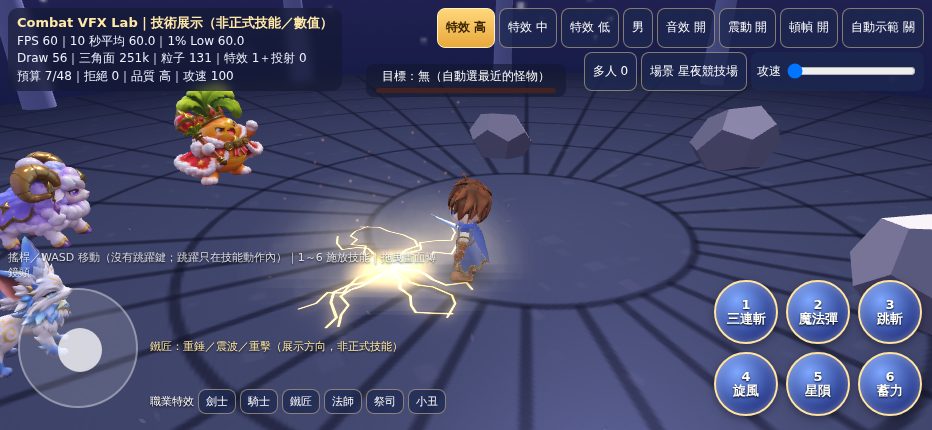 Combat VFX Lab｜技術展示（非正式技能／數值）
FPS 60｜10 秒平均 60.0｜1% Low 60.0
Draw 56｜三角面 251k｜粒子 131｜特效 1＋投射 0
預算 7/48｜拒絕 0｜品質 高｜攻速 100
特效 高
特效 中
特效 低
男
音效 開
震動 開
頓幀 開
自動示範 關
目標：無（自動選最近的怪物）
多人 0
場景 星夜競技場
攻速
搖桿／WASD 移動（沒有跳躍鍵；跳躍只在技能動作內）｜1~6 施放技能｜拖曳畫面轉
鏡頭
1
三連斬
2
魔法彈
3
跳斬
鐵匠：重錘／震波／重擊（展示方向，非正式技能）
4
旋風
5
星隕
6
蓄力
職業特效
劍士
騎士
鐵匠
法師
祭司
小丑